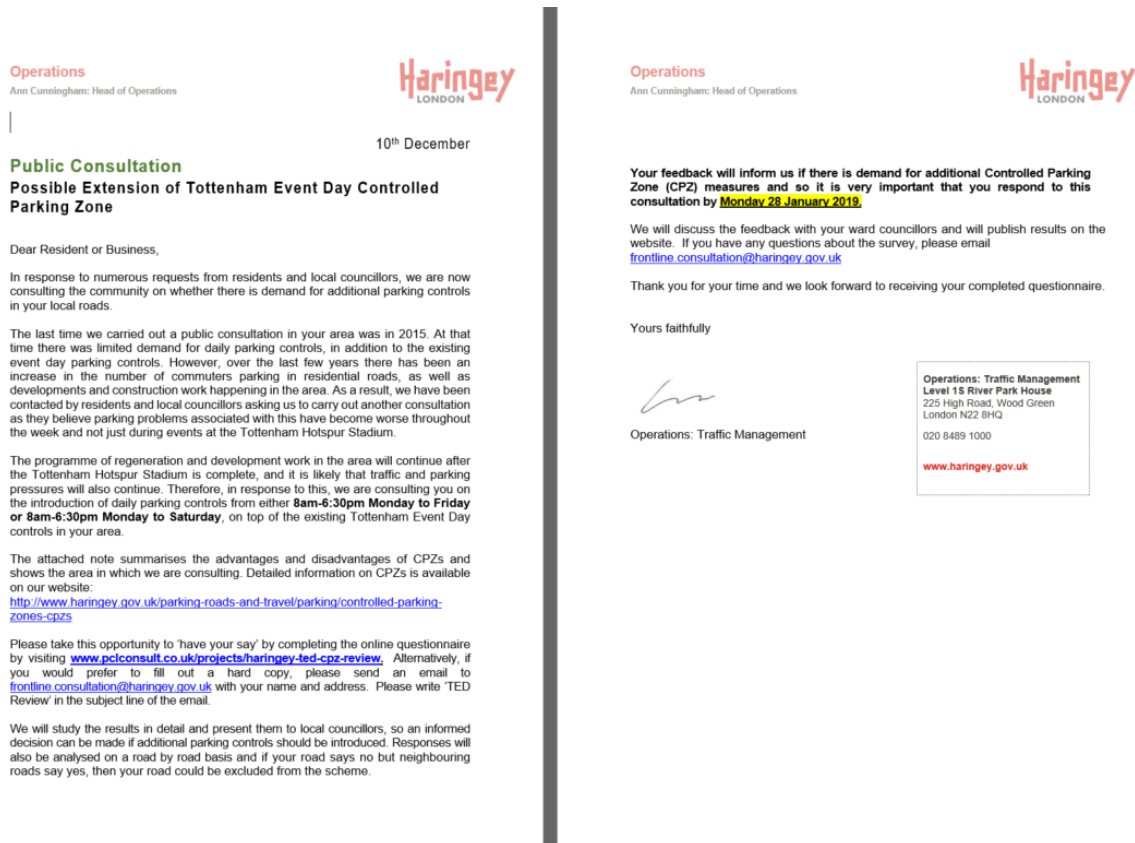 Operations
Ann Cunningham: Head of Operations
Haringey
LONDON
10th December
Public Consultation
Possible Extension of Tottenham Event Day Controlled
Parking Zone
Dear Resident or Business,
In response to numerous requests from residents and local councillors, we are now
consulting the community on whether there is demand for additional parking controls
in your local roads.
The last time we carried out a public consultation in your area was in 2015. At that
time there was limited demand for daily parking controls, in addition to the existing
event day parking controls. However, over the last few years there has been an
increase in the number of commuters parking in residential roads, as well as
developments and construction work happening in the area. As a result, we have been
contacted by residents and local councillors asking us to carry out another consultation
as they believe parking problems associated with this have become worse throughout
the week and not just during events at the Tottenham Hotspur Stadium.
The programme of regeneration and development work in the area will continue after
the Tottenham Hotspur Stadium is complete, and it is likely that traffic and parking
pressures will also continue. Therefore, in response to this, we are consulting you on
the introduction of daily parking controls from either 8am-6:30pm Monday to Friday
or 8am-6:30pm Monday to Saturday, on top of the existing Tottenham Event Day
controls in your area.
The attached note summarises the advantages and disadvantages of CPZs and
shows the area in which we are consulting. Detailed information on CPZs is available
on our website:
http://www.haringey.gov.uk/parking-roads-and-travel/parking/controlled-parking-
zones-cpzs
Please take this opportunity to 'have your say' by completing the online questionnaire
by visiting www.pclconsult.co.uk/projects/haringey-ted-cpz-review. Alternatively, if
you would prefer to fill out a hard copy, please send an email to
frontline.consultation@haringey.gov.uk with your name and address. Please write 'TED
Review' in the subject line of the email.
We will study the results in detail and present them to local councillors, so an informed
decision can be made if additional parking controls should be introduced. Responses will
also be analysed on a road by road basis and if your road says no but neighbouring
roads say yes, then your road could be excluded from the scheme.
Operations
Ann Cunningham: Head of Operations
Haringey
LONDON
Your feedback will inform us if there is demand for additional Controlled Parking
Zone (CPZ) measures and so it is very important that you respond to this
consultation by Monday 28 January 2019.
We will discuss the feedback with your ward councillors and will publish results on the
website. If you have any questions about the survey, please email
frontline.consultation@haringey.gov.uk
Thank you for your time and we look forward to receiving your completed questionnaire.
Yours faithfully
Operations: Traffic Management
Operations: Traffic Management
Level 1S River Park House
225 High Road, Wood Green
London N22 8HQ
020 8489 1000
www.haringey.gov.uk